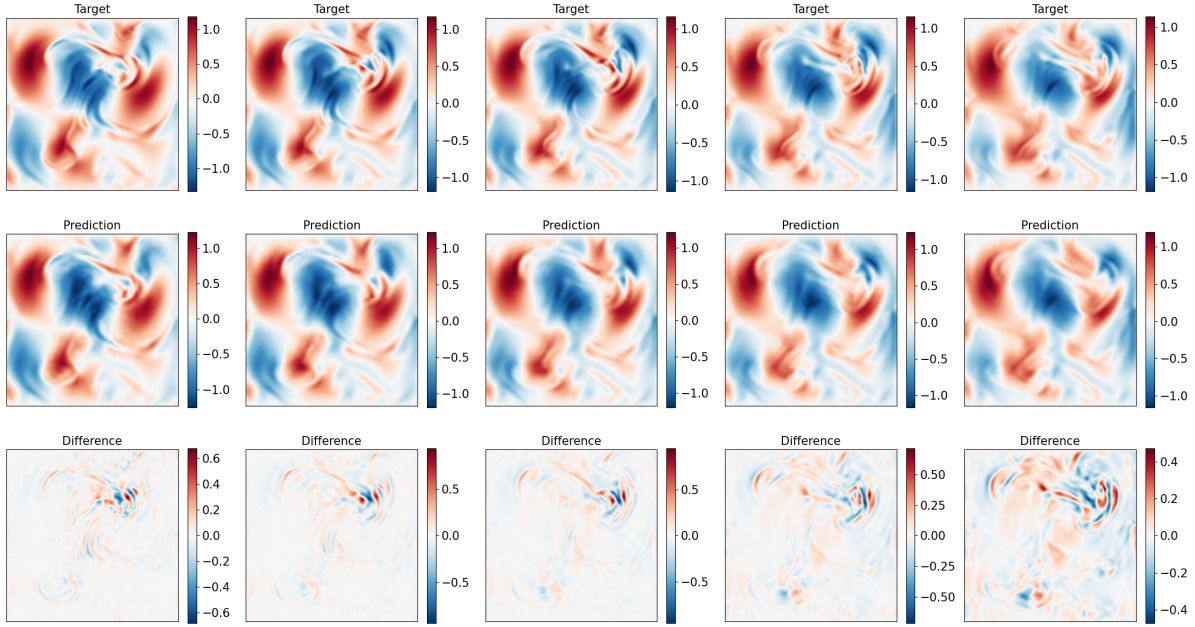 Target Target Target Target Target
1.0 1.0 1.0 1.0 1.0
0.5 0.5 0.5 0.5 0.5
0.0 0.0 0.0 0.0 0.0
−0.5 −0.5 −0.5 −0.5 −0.5
−1.0 −1.0 −1.0 −1.0 −1.0
Prediction Prediction Prediction Prediction Prediction
1.0 1.0 1.0 1.0 1.0
0.5 0.5 0.5 0.5 0.5
0.0 0.0 0.0 0.0 0.0
−0.5 −0.5 −0.5 −0.5 −0.5
−1.0 −1.0 −1.0 −1.0 −1.0
Difference Difference Difference Difference Difference
0.6 0.5 0.5 0.50 0.4
0.4 0.0 0.0 0.25 0.2
0.2 −0.5 −0.5 0.00 0.0
0.0 −0.25 −0.2
−0.2 −0.50 −0.4
−0.4
−0.6